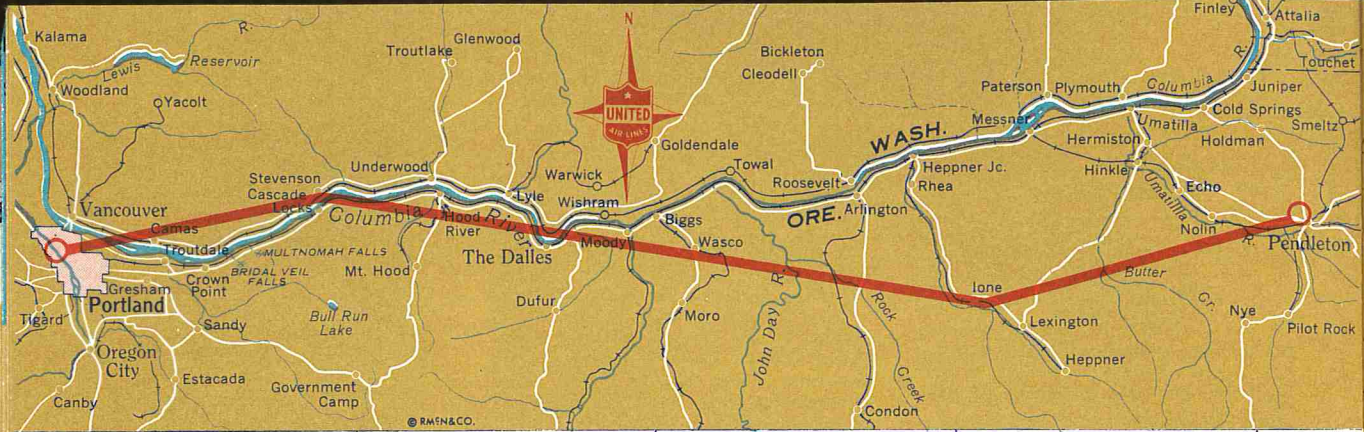 Kalama
Lewis
R.
Reservoir
Woodland
Yacolt
Troutlake
Glenwood
N
UNITED
AIR LINES
Bickleton
Cleodell
Finley
Attalia
R.
Touchet
Paterson
Plymouth
Columbia
Juniper
Messner
WASH.
Umatilla
Cold Springs
Smeltz
Hermiston
Holdman
Goldendale
Underwood
Towal
Roosevelt
Heppner Jc.
Rhea
Hinkle
Umatilla
R.
Echo
Stevenson
Cascade
Locks
Warwick
Lyle
Wishram
ORE.
Arlington
Nolin
Vancouver
Camas
Columbia
River
Hood
River
Moody
Biggs
Wasco
Pendleton
Troutdale
MULTNOMAH FALLS
BRIDAL VEIL
FALLS
Mt. Hood
The Dalles
Butter
Cr.
Crown
Point
Gresham
Portland
Ione
Tigard
Sandy
Bull Run
Lake
Dufur
Moro
John Day R.
Rock
Creek
Lexington
Nye
Pilot Rock
Oregon
City
Estacada
Government
Camp
Heppner
Canby
© RMCN&CO.
Condon